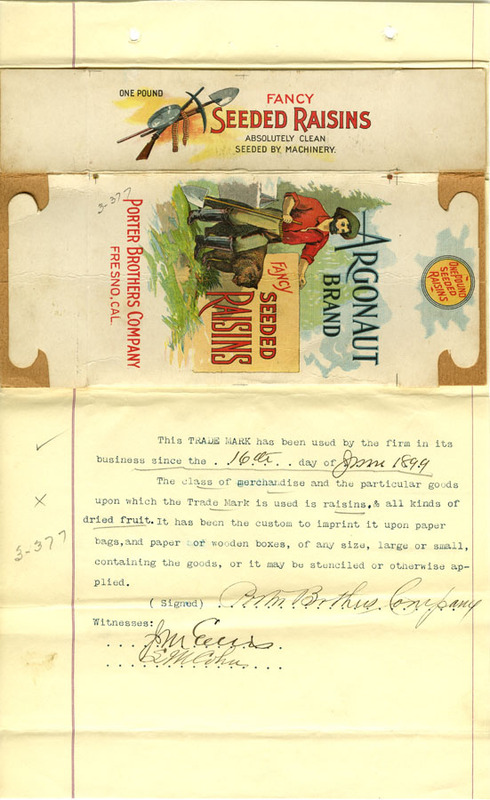 ONE POUND
FANCY
SEEDED RAISINS
ABSOLUTELY CLEAN
SEEDED BY MACHINERY.
3-377
PORTER BROTHERS COMPANY
FRESNO, CAL.
FANCY
SEEDED
RAISINS
ARGONAUT
BRAND
ONE POUND
SEEDED
RAISINS
This TRADE MARK has been used by the firm in its
business since the . 16th . . day of June 1899
The class of merchandise and the particular goods
upon which the Trade Mark is used is raisins, & all kinds of
dried fruit. It has been the custom to imprint it upon paper
bags, and paper or wooden boxes, of any size, large or small,
containing the goods, or it may be stenciled or otherwise ap-
plied.
3-377
(Signed) . Porter Brothers Company
Witnesses: